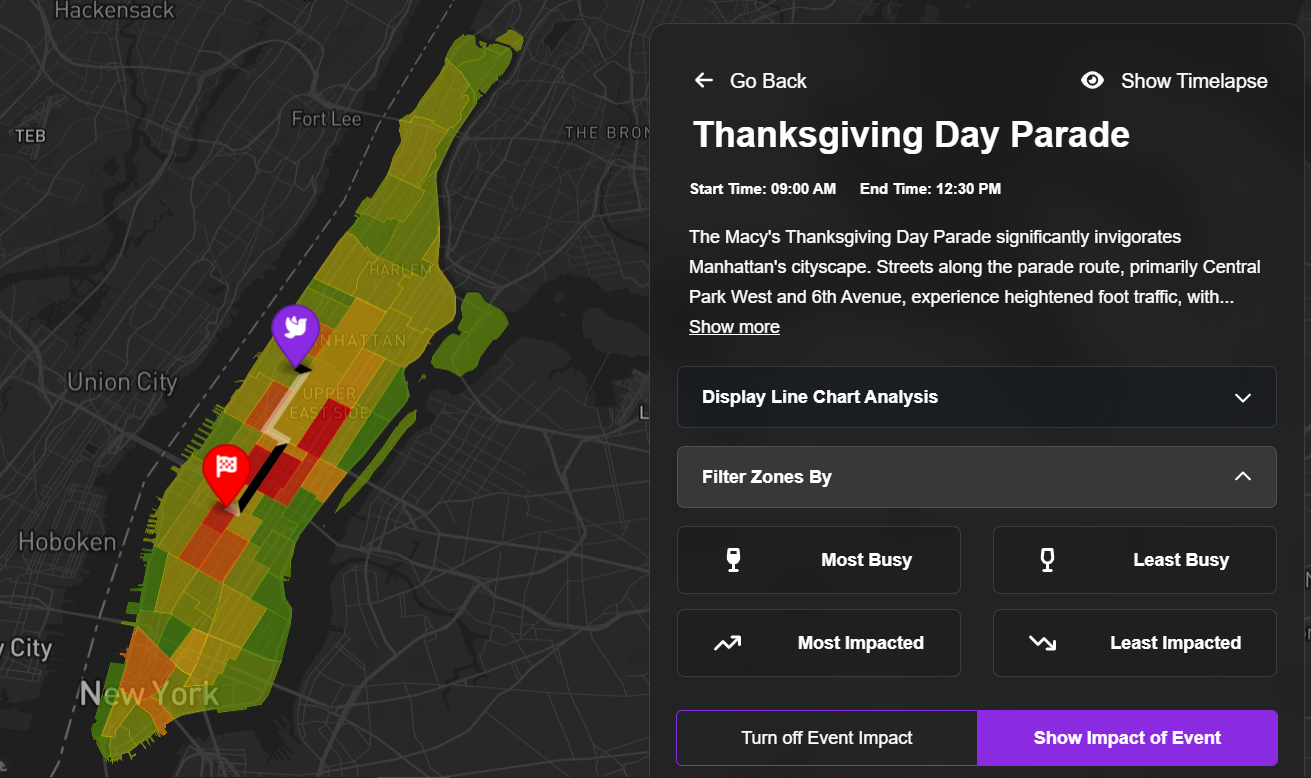 Hackensack
Fort Lee
TEB
THE BRON
HARLEM
NHATTAN
Union City
UPPER
EAST SIDE
Hoboken
City
New York
Go Back
Show Timelapse
Thanksgiving Day Parade
Start Time: 09:00 AM End Time: 12:30 PM
The Macy's Thanksgiving Day Parade significantly invigorates
Manhattan's cityscape. Streets along the parade route, primarily Central
Park West and 6th Avenue, experience heightened foot traffic, with...
Show more
Display Line Chart Analysis
Filter Zones By
Most Busy
Least Busy
Most Impacted
Least Impacted
Turn off Event Impact
Show Impact of Event